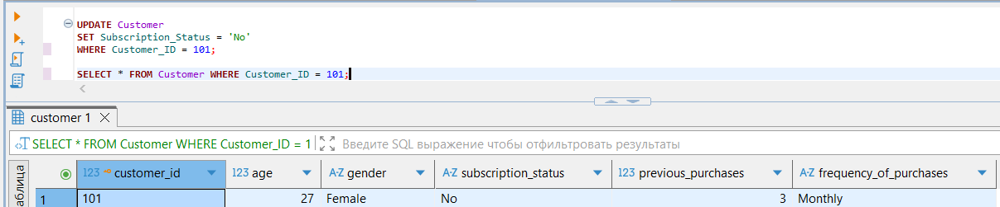 UPDATE Customer
SET Subscription_Status = 'No'
WHERE Customer_ID = 101;
SELECT * FROM Customer WHERE Customer_ID = 101;
customer 1
SELECT * FROM Customer WHERE Customer_ID = 1 Введите SQL выражение чтобы отфильтровать результаты
аблица
123 customer_id 123 age A-Z gender A-Z subscription_status 123 previous_purchases A-Z frequency_of_purchases
1 101 27 Female No 3 Monthly